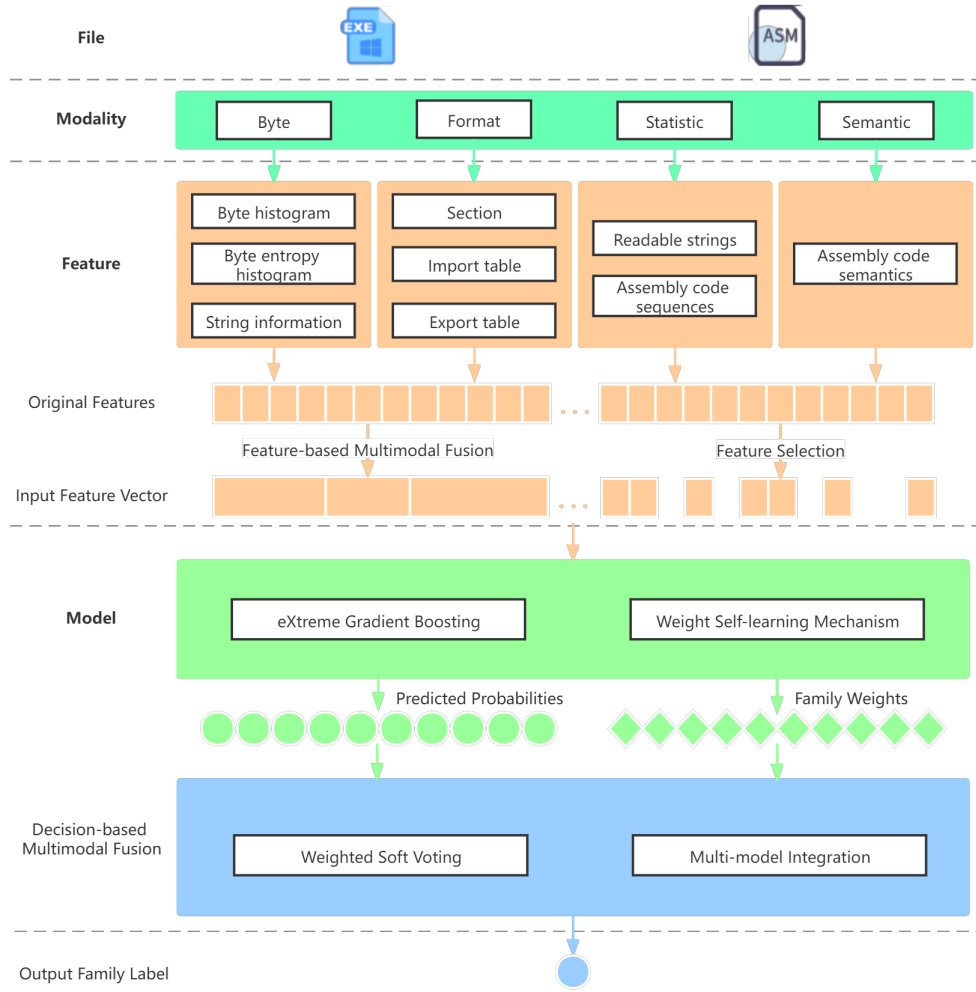 File
EXE
ASM
Modality
Byte
Format
Statistic
Semantic
Feature
Byte histogram
Byte entropy
histogram
String information
Section
Import table
Export table
Readable strings
Assembly code
sequences
Assembly code
semantics
Original Features
...
Feature-based Multimodal Fusion
Feature Selection
Input Feature Vector
...
Model
eXtreme Gradient Boosting
Weight Self-learning Mechanism
Predicted Probabilities
Family Weights
Decision-based
Multimodal Fusion
Weighted Soft Voting
Multi-model Integration
Output Family Label